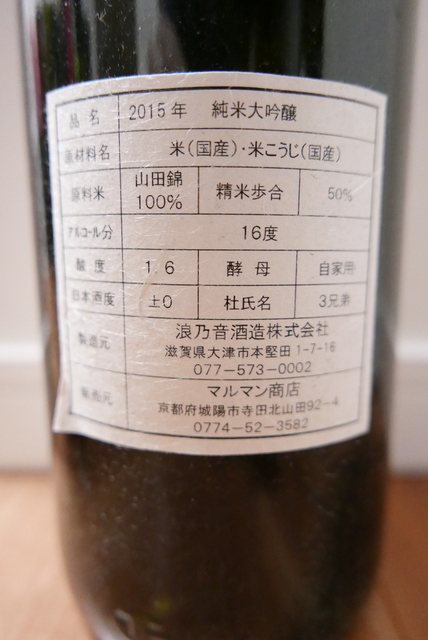 品名 2015年 純米大吟醸
原材料名 米(国産)・米こうじ(国産)
原料米 山田錦 100% 精米歩合 50%
アルコール分 16度
酸度 1.6 酵母 自家用
日本酒度 ±0 杜氏名 3兄弟
製造元 浪乃音酒造株式会社
滋賀県大津市本堅田1-7-16
077-573-0002
販売元 マルマン商店
京都府城陽市寺田北山田92-4
0774-52-3582